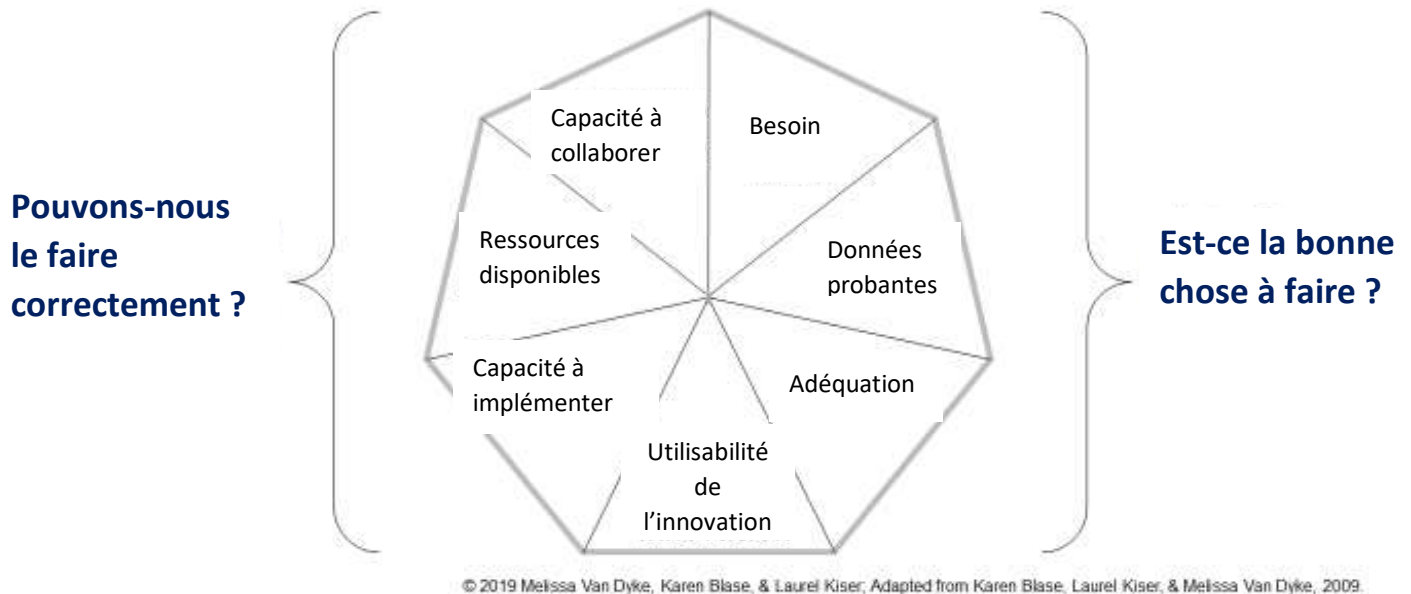 Pouvons-nous
le faire
correctement ?
Capacité à
collaborer
Besoin
Ressources
disponibles
Données
probantes
Capacité à
implémenter
Adéquation
Utilisabilité
de
l’innovation
Est-ce la bonne
chose à faire ?
© 2019 Melissa Van Dyke, Karen Blase, & Laurel Kiser; Adapted from Karen Blase, Laurel Kiser, & Melissa Van Dyke, 2009.